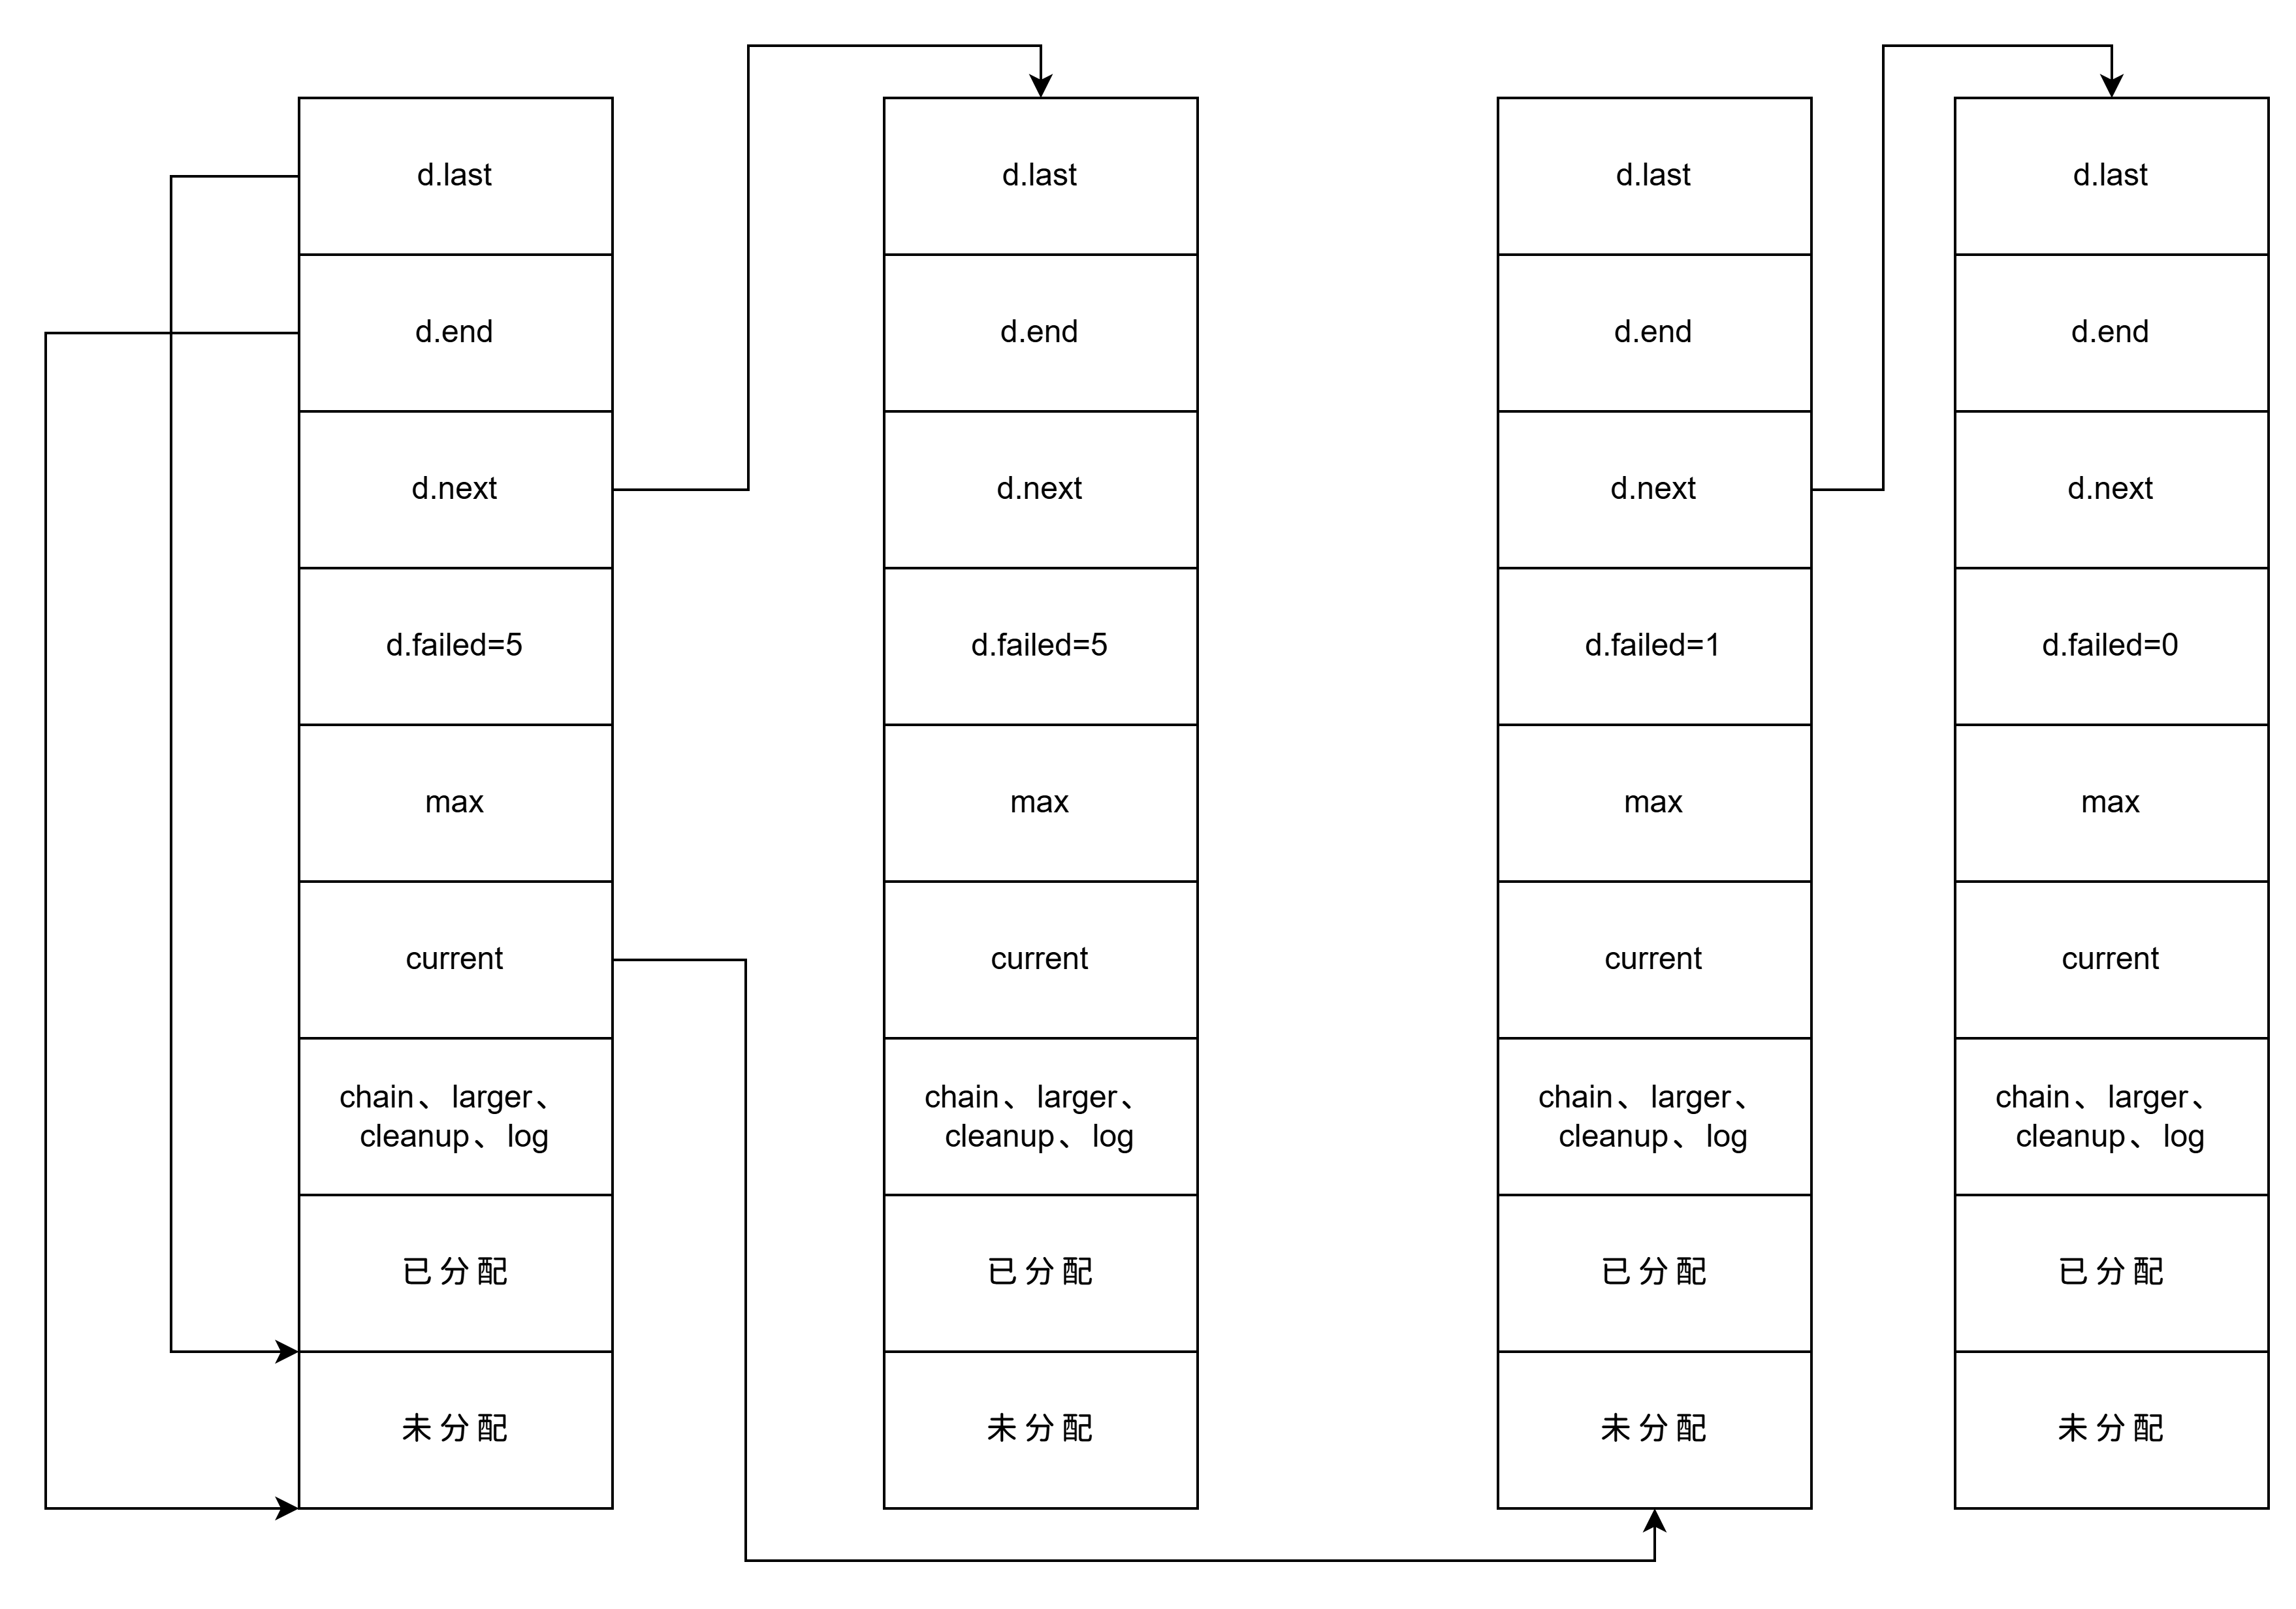 d.last
d.end
d.next
d.failed=5
max
current
chain、larger、
cleanup、log
已分配
未分配
d.last
d.end
d.next
d.failed=5
max
current
chain、larger、
cleanup、log
已分配
未分配
d.last
d.end
d.next
d.failed=1
max
current
chain、larger、
cleanup、log
已分配
未分配
d.last
d.end
d.next
d.failed=0
max
current
chain、larger、
cleanup、log
已分配
未分配